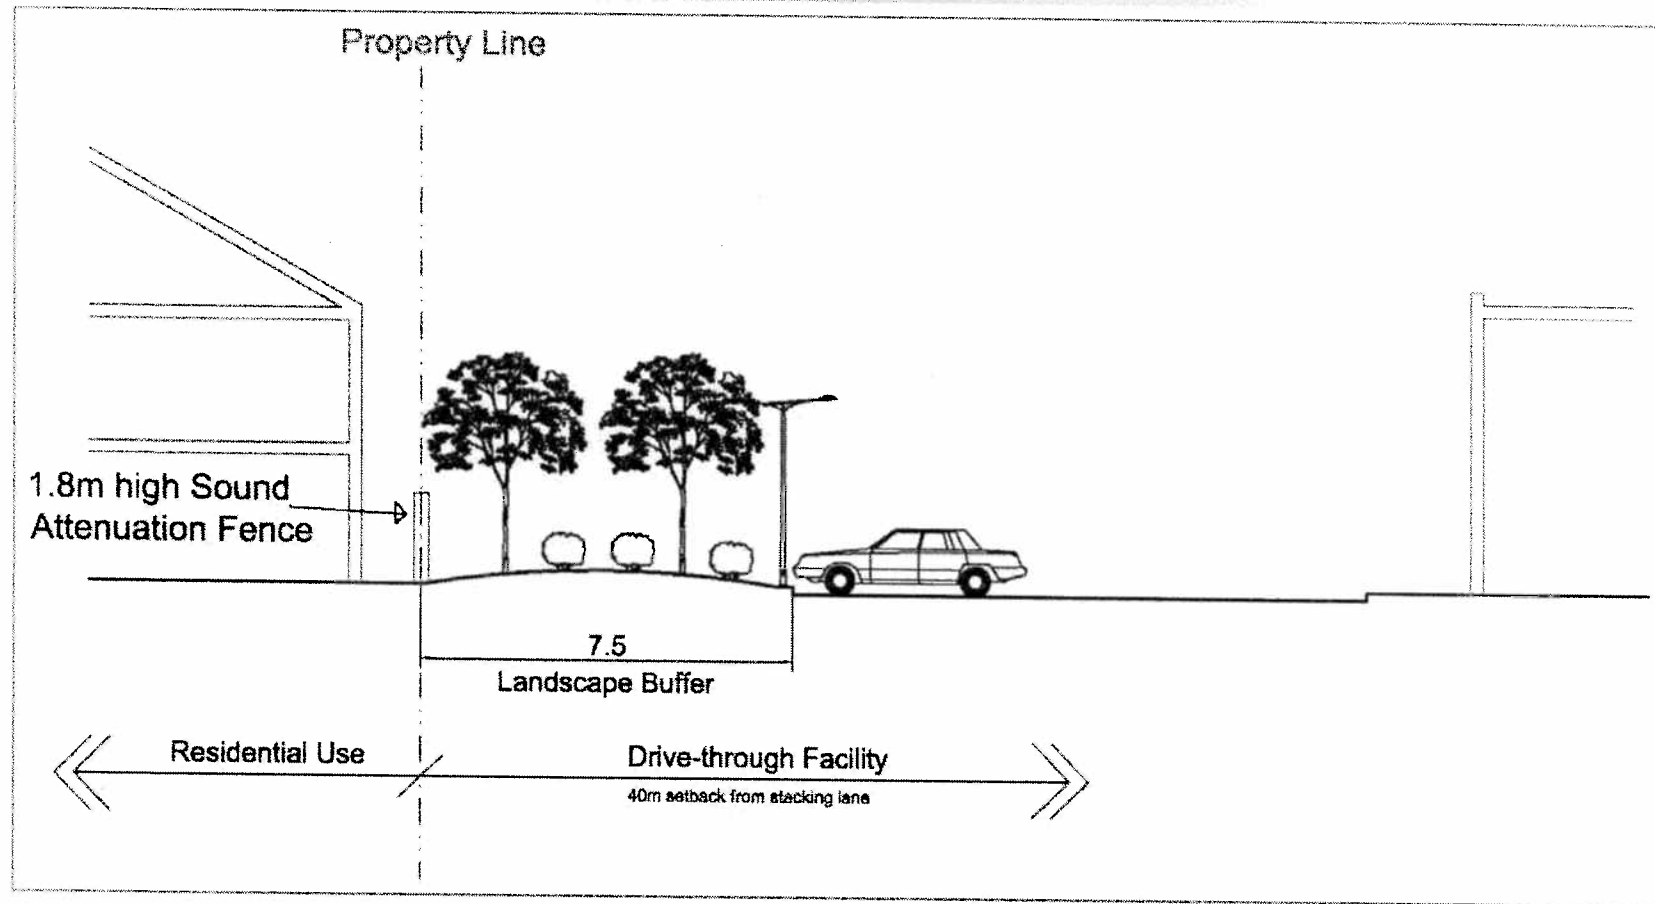 Property Line
1.8m high Sound
Attenuation Fence
7.5
Landscape Buffer
Residential Use
Drive-through Facility
40m setback from stacking lane